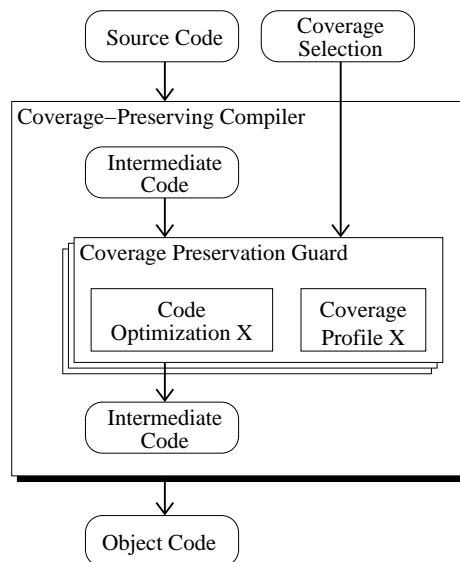 Source Code
Coverage
Selection
Coverage−Preserving Compiler
Intermediate
Code
Coverage Preservation Guard
Code
Optimization X
Coverage
Profile X
Intermediate
Code
Object Code